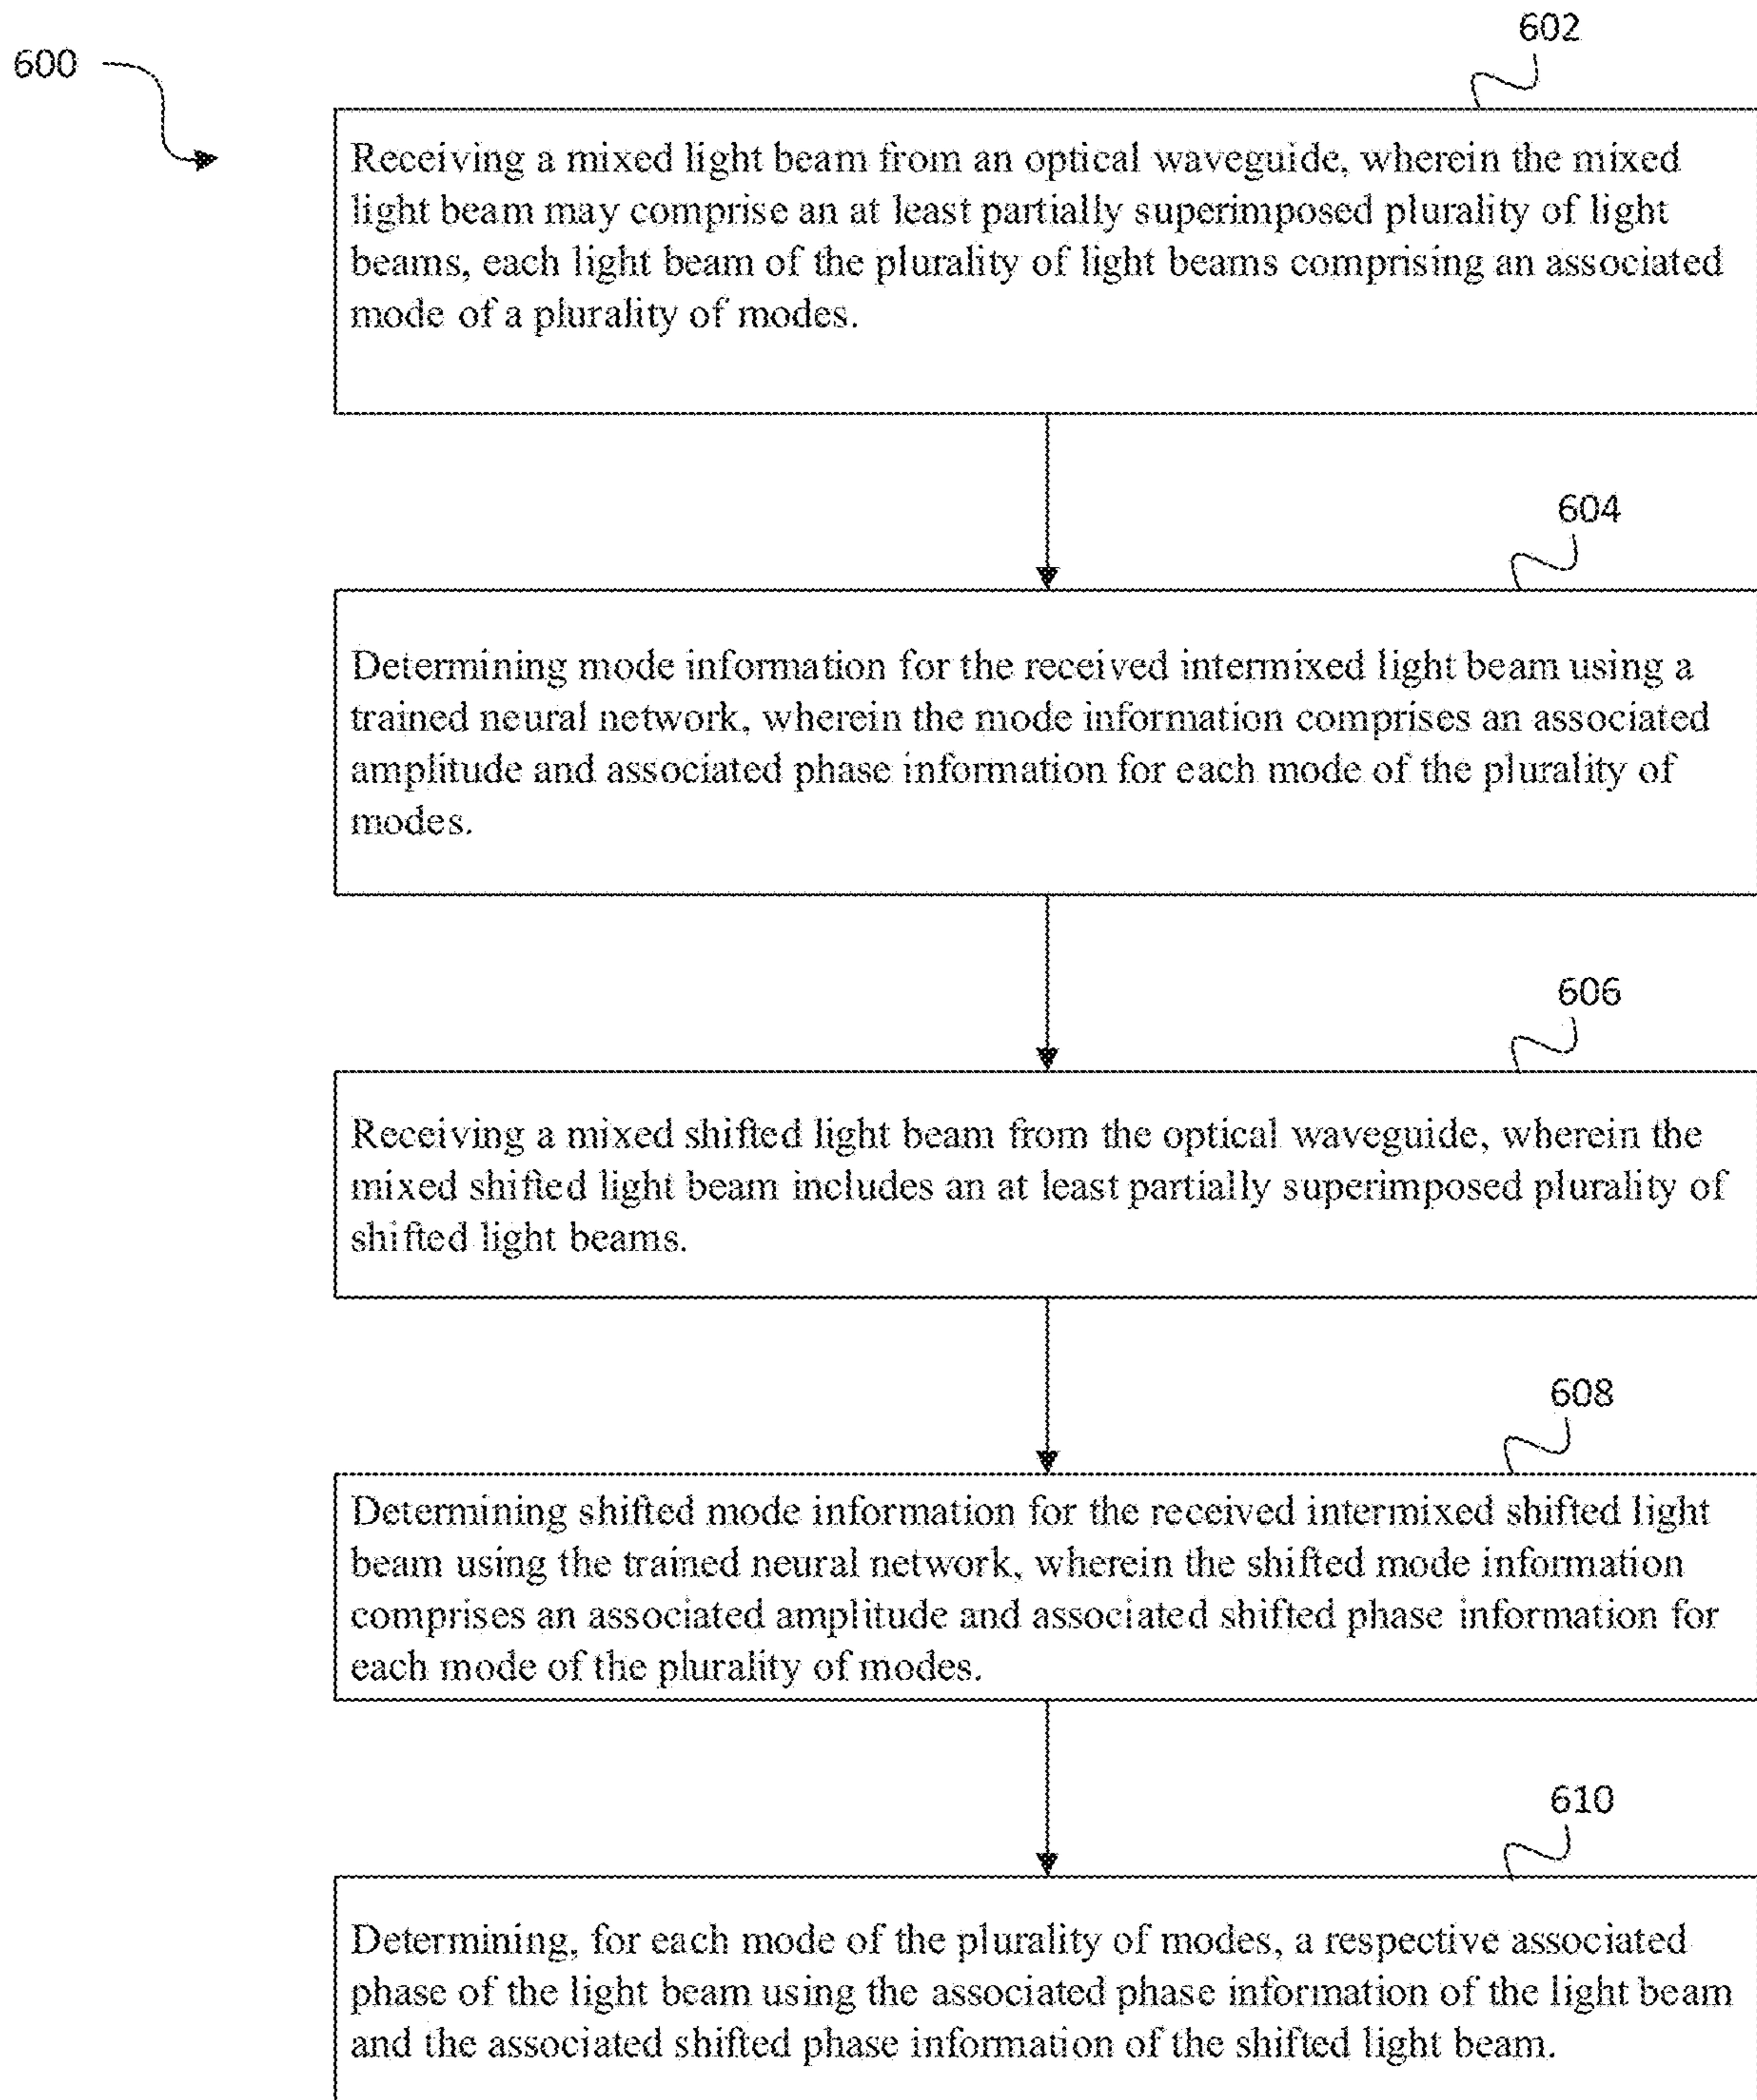 602
600
Receiving a mixed light beam from an optical waveguide, wherein the mixed
light beam may comprise an at least partially superimposed plurality of light
beams, each light beam of the plurality of light beams comprising an associated
mode of a plurality of modes.
604
Determining mode information for the received intermixed light beam using a
trained neural network, wherein the mode information comprises an associated
amplitude and associated phase information for each mode of the plurality of
modes.
606
Receiving a mixed shifted light beam from the optical waveguide, wherein the
mixed shifted light beam includes an at least partially superimposed plurality of
shifted light beams.
608
Determining shifted mode information for the received intermixed shifted light
beam using the trained neural network, wherein the shifted mode information
comprises an associated amplitude and associated shifted phase information for
each mode of the plurality of modes.
610
Determining, for each mode of the plurality of modes, a respective associated
phase of the light beam using the associated phase information of the light beam
and the associated shifted phase information of the shifted light beam.